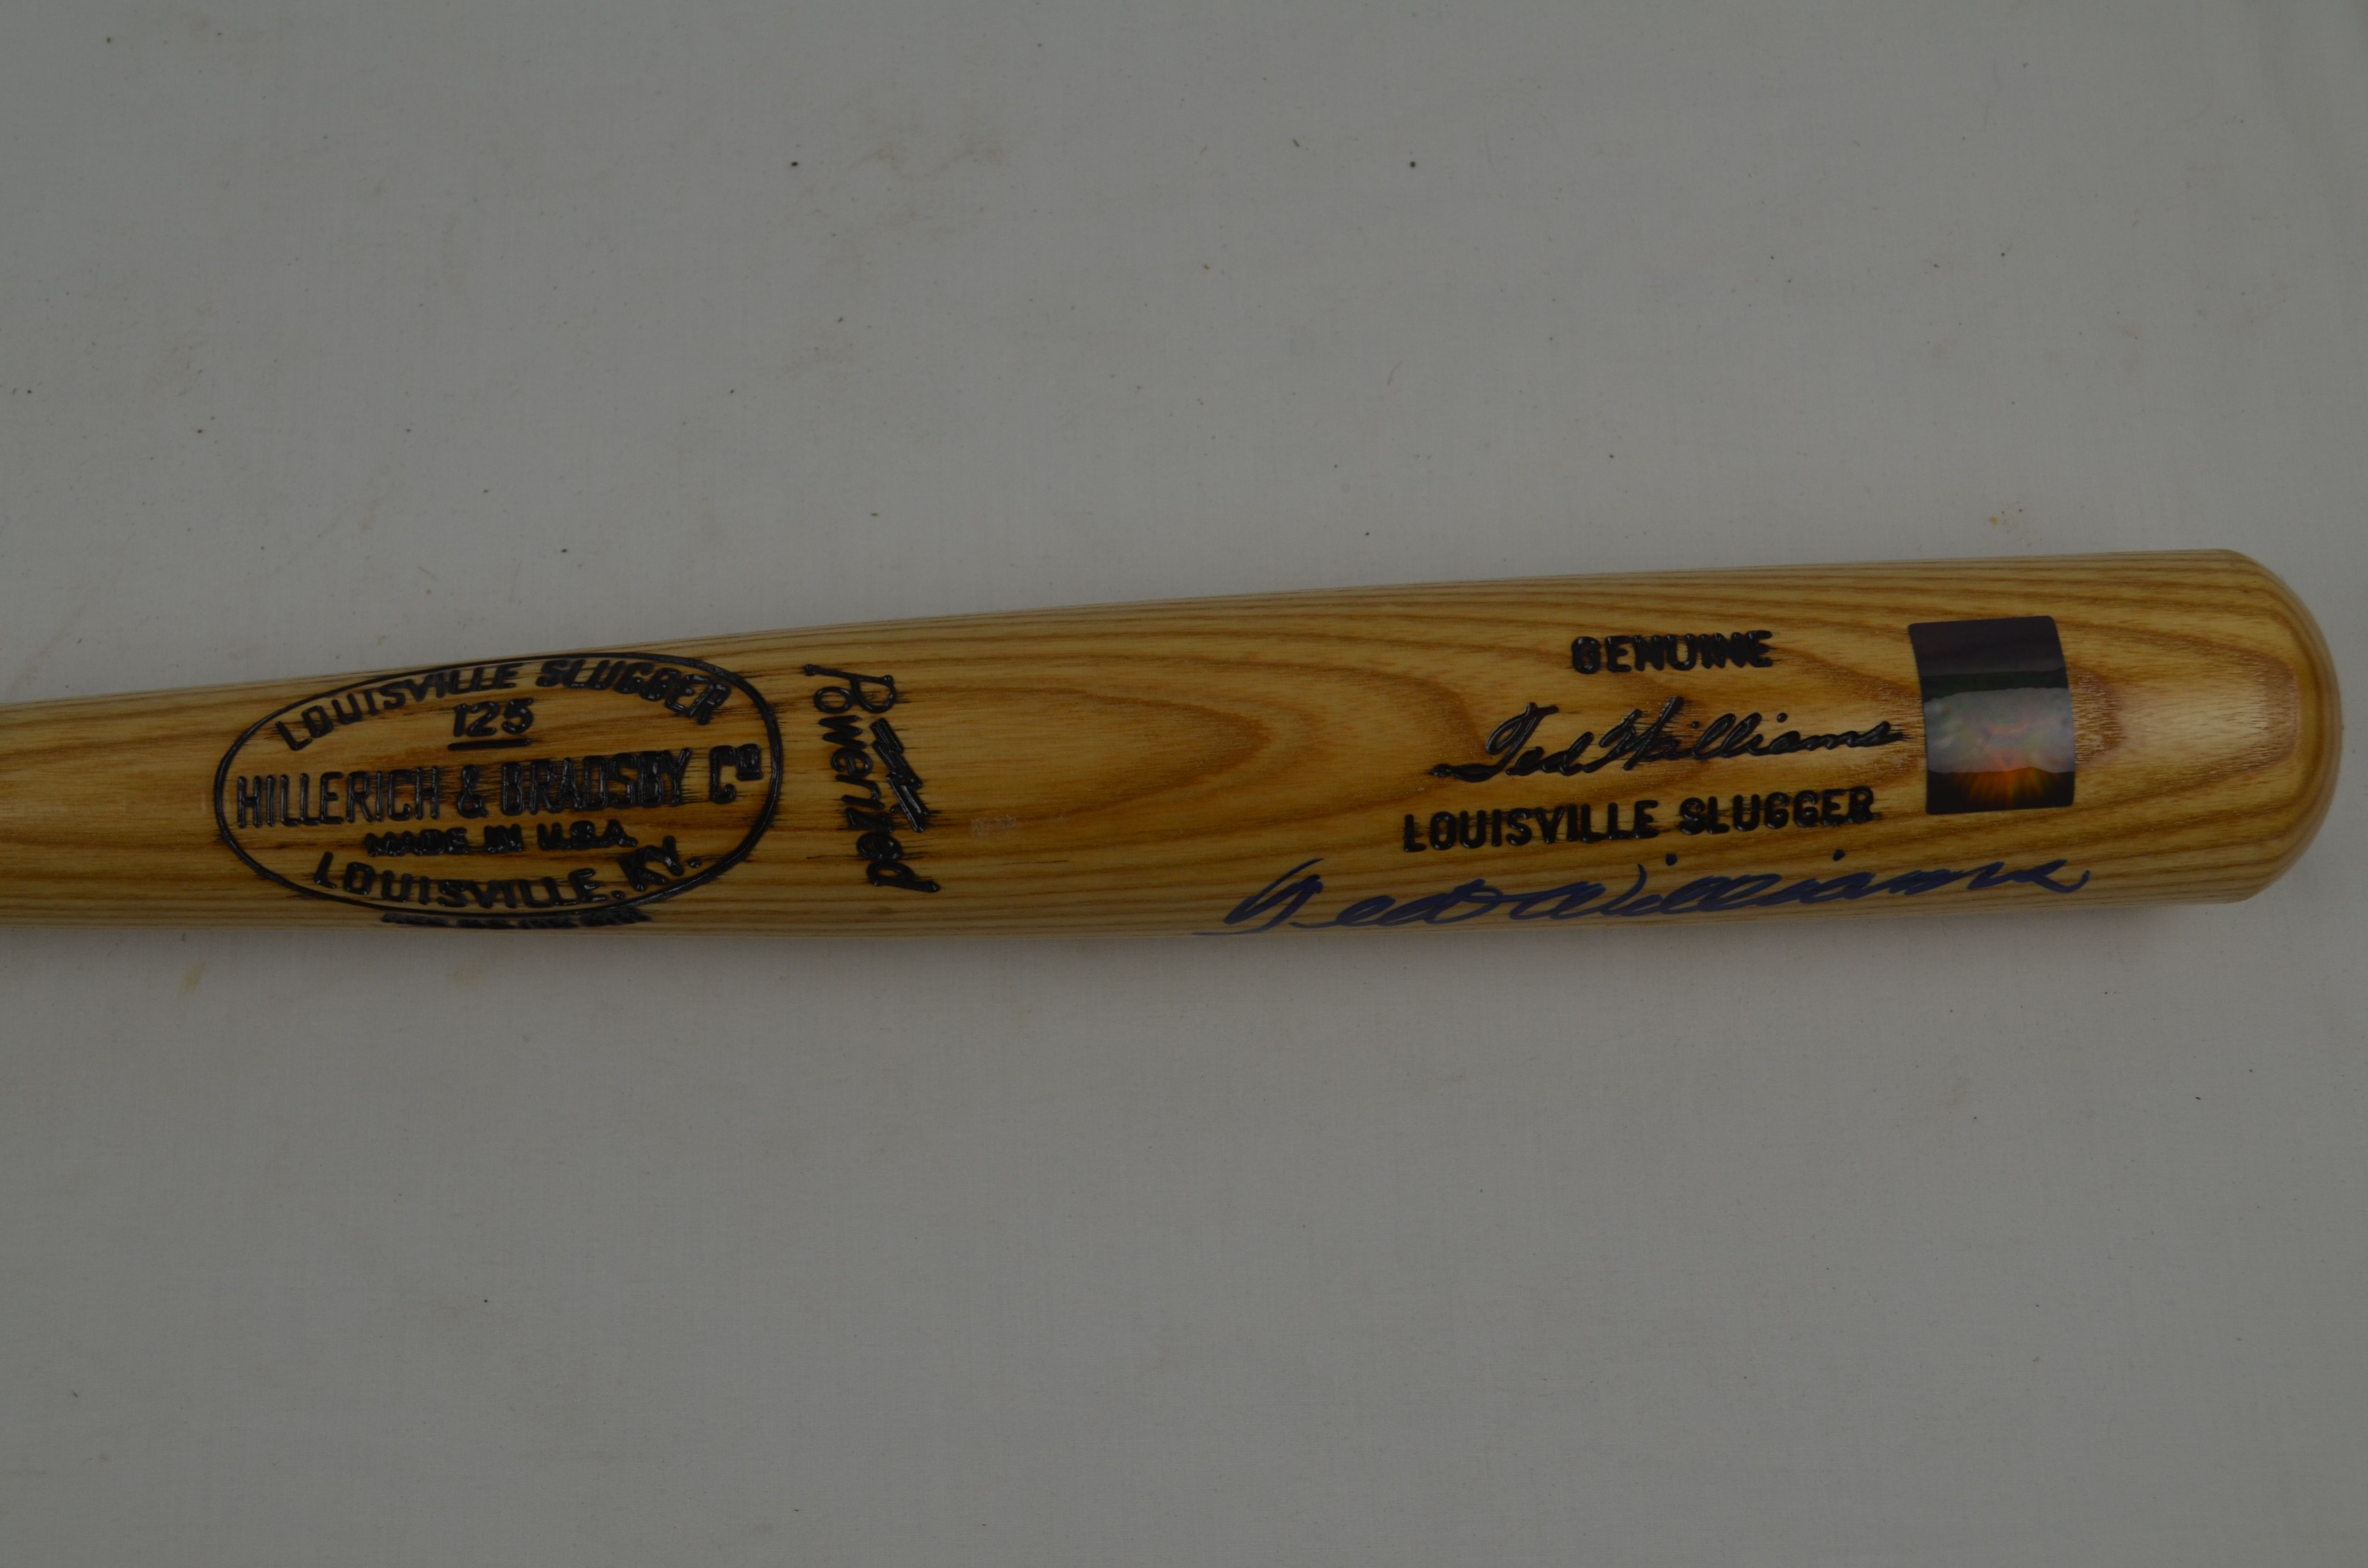 LOUISVILLE SLUGGER
125
HILLERICH & BRADSBY Co
MADE IN U.S.A.
LOUISVILLE, KY.
Powerized
GENUINE
Ted Williams
LOUISVILLE SLUGGER
Ted Williams